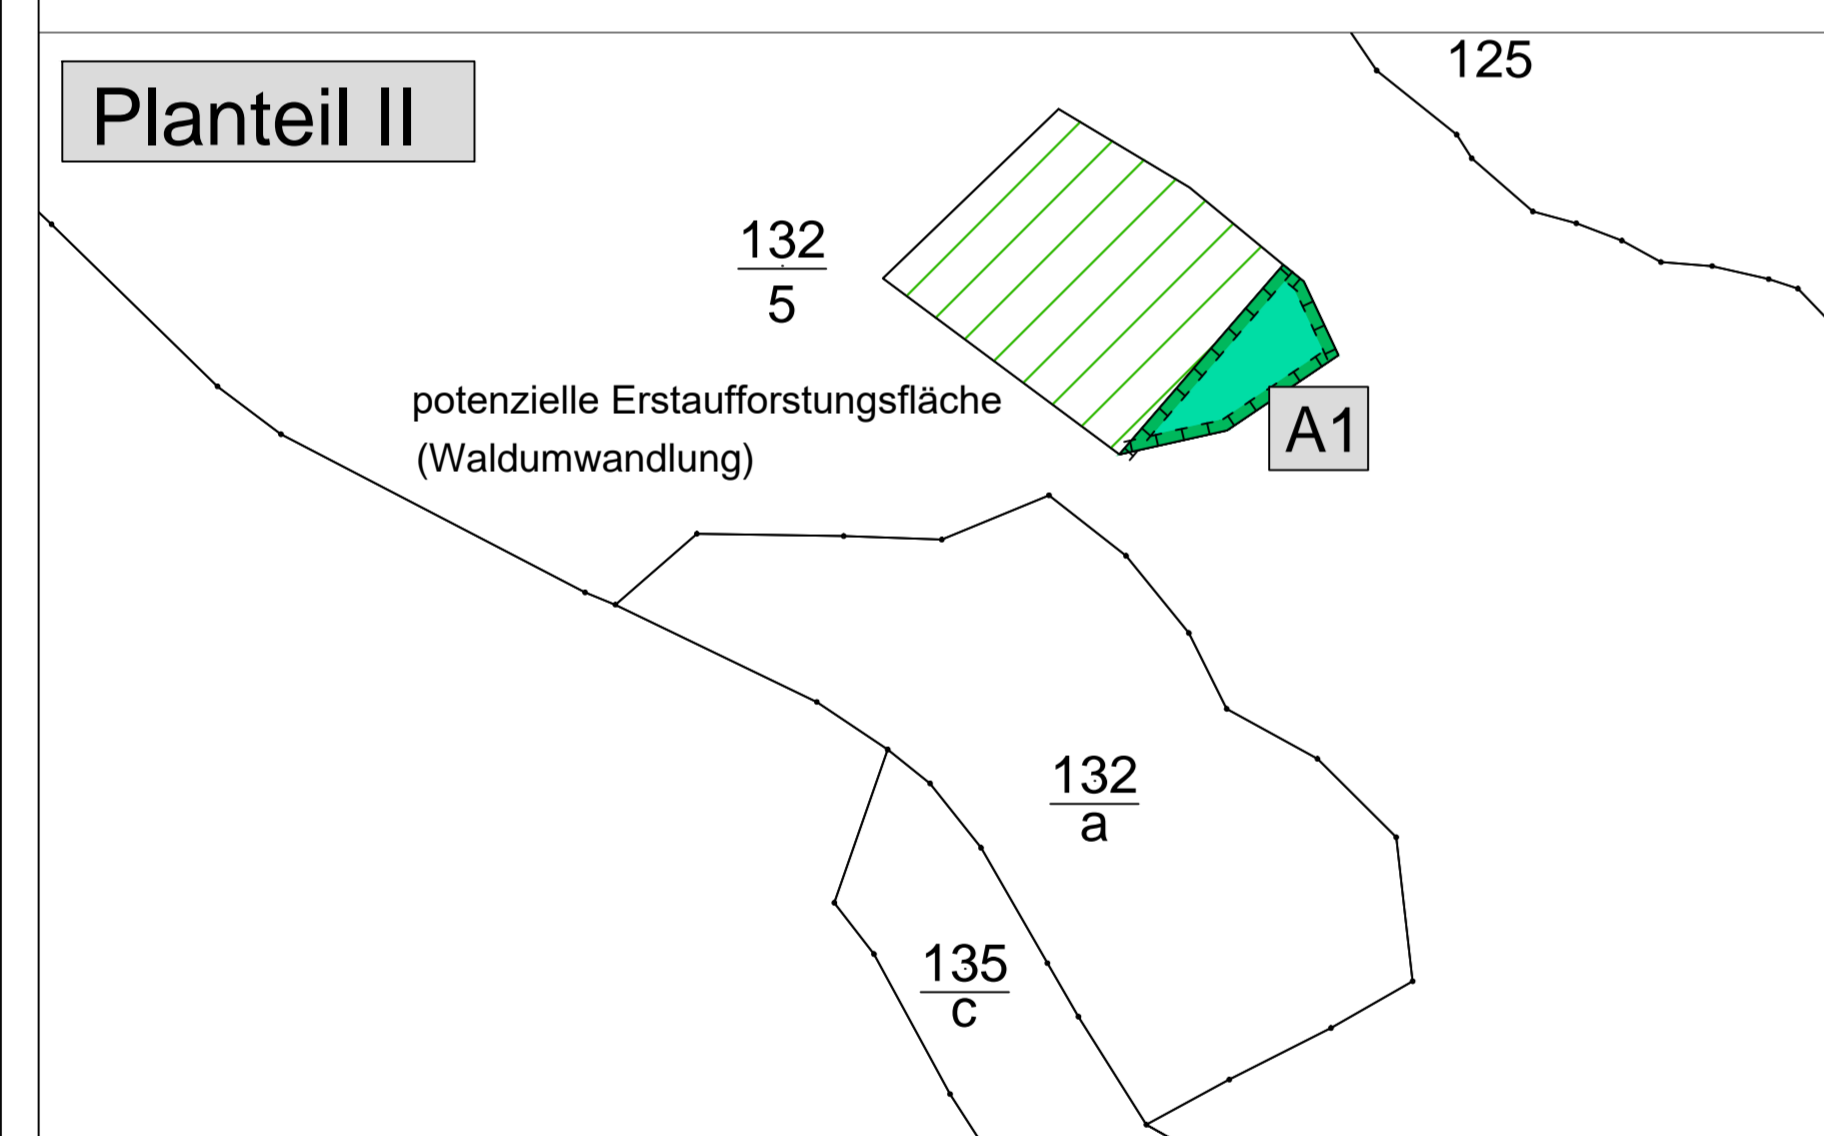 125
Planteil II
132
5
potenzielle Erstaufforstungsfläche
(Waldumwandlung)
A1
132
a
135
c